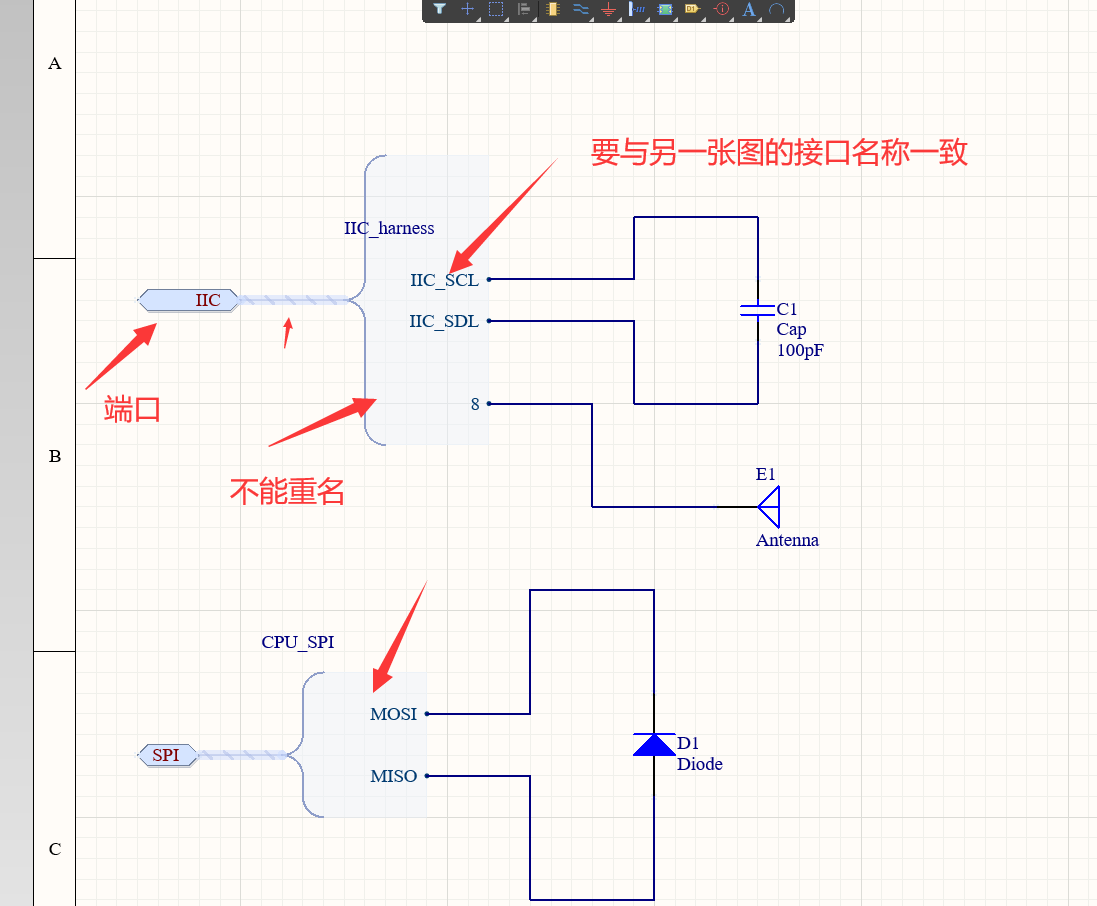 D1
A
A
要与另一张图的接口名称一致
IIC_harness
IIC_SCL
IIC
IIC_SDL
C1
Cap
100pF
端口
8
B
不能重名
E1
Antenna
CPU_SPI
MOSI
SPI
MISO
D1
Diode
C